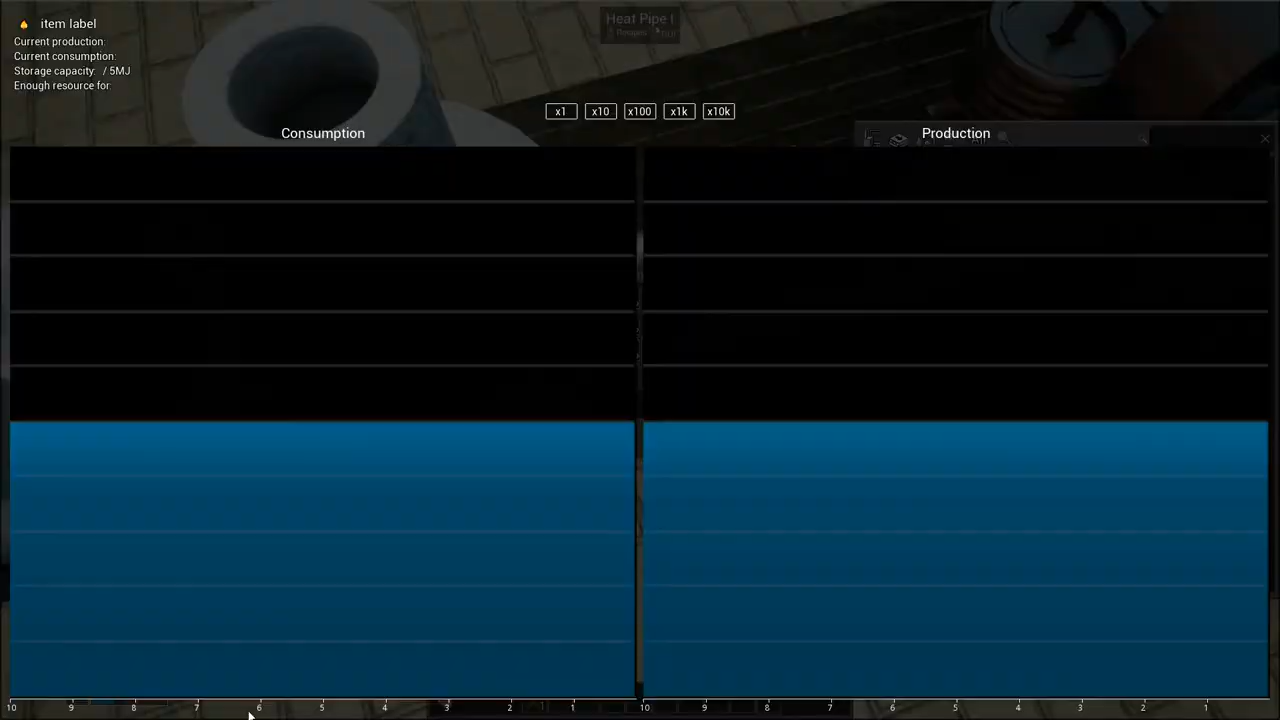 item label
Heat Pipe I
Current production:
Current consumption:
Storage capacity: / 5MJ
Enough resource for:
x1 x10 x100 x1k x10k
Consumption
Production
10 9 8 7 6 5 4 3 2 1
10 9 8 7 6 5 4 3 2 1